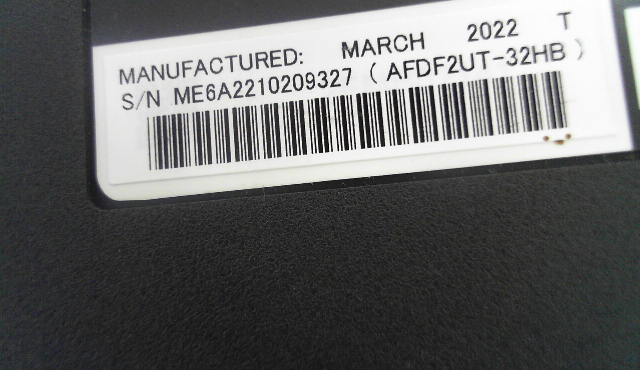 MANUFACTURED: MARCH 2022 T
S/N ME6A2210209327 ( AFDF2UT-32HB )